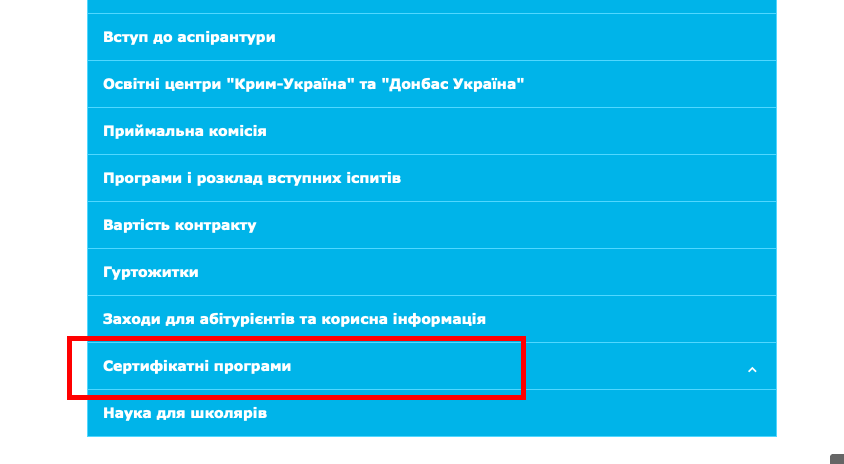 Вступ до аспірантури
Освітні центри "Крим-Україна" та "Донбас Україна"
Приймальна комісія
Програми і розклад вступних іспитів
Вартість контракту
Гуртожитки
Заходи для абітурієнтів та корисна інформація
Сертифікатні програми
Наука для школярів